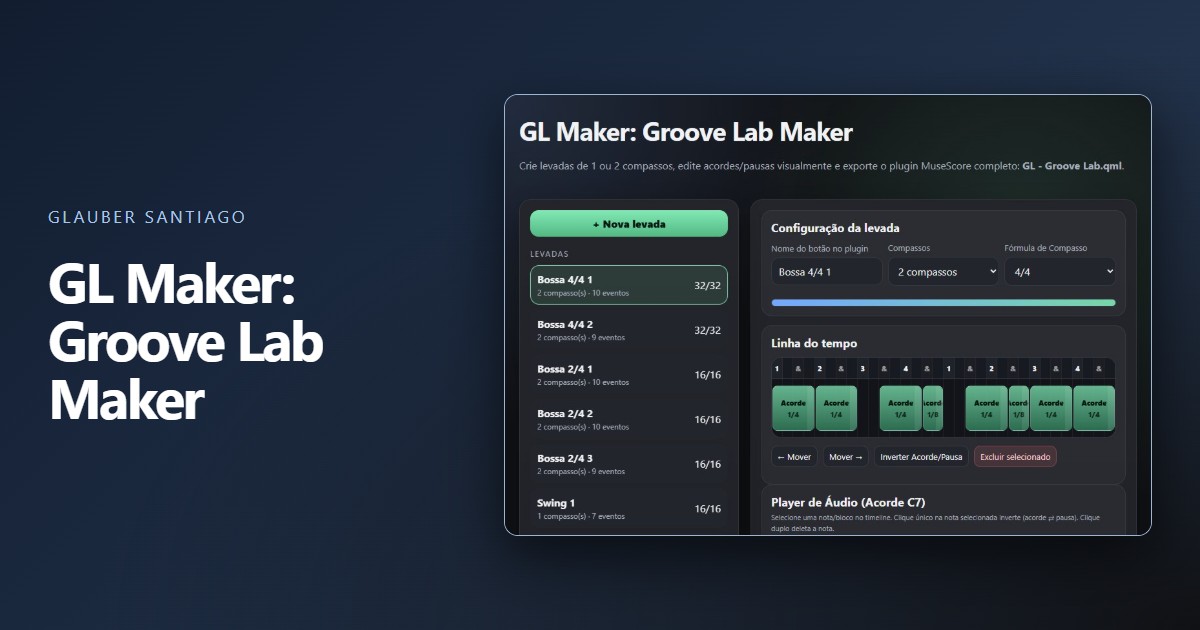 GLAUBER SANTIAGO
GL Maker:
Groove Lab
Maker
GL Maker: Groove Lab Maker
Crie levadas de 1 ou 2 compassos, edite acordes/pausas visualmente e exporte o plugin MuseScore completo: GL - Groove Lab.qml.
+ Nova levada
LEVADAS
Bossa 4/4 1
2 compasso(s) · 10 eventos
32/32
Bossa 4/4 2
2 compasso(s) · 9 eventos
32/32
Bossa 2/4 1
2 compasso(s) · 10 eventos
16/16
Bossa 2/4 2
2 compasso(s) · 9 eventos
16/16
Bossa 2/4 3
2 compasso(s) · 9 eventos
16/16
Swing 1
1 compasso(s) · 7 eventos
16/16
Configuração da levada
Nome do botão no plugin Compassos Fórmula de Compasso
Bossa 4/4 1 2 compassos 4/4
Linha do tempo
1 & 2 & 3 & 4 & 1 & 2 & 3 & 4 &
Acorde Acorde Acorde Acorde Acorde Acorde Acorde Acorde
1/4 1/4 1/4 1/8 1/4 1/8 1/4 1/4
← Mover Mover → Inverter Acorde/Pausa Excluir selecionado
Player de Áudio (Acorde C7)
Selecione uma nota/bloco no timeline. Clique único na nota selecionada inverte (acorde ⇄ pausa). Clique
duplo deleta a nota.